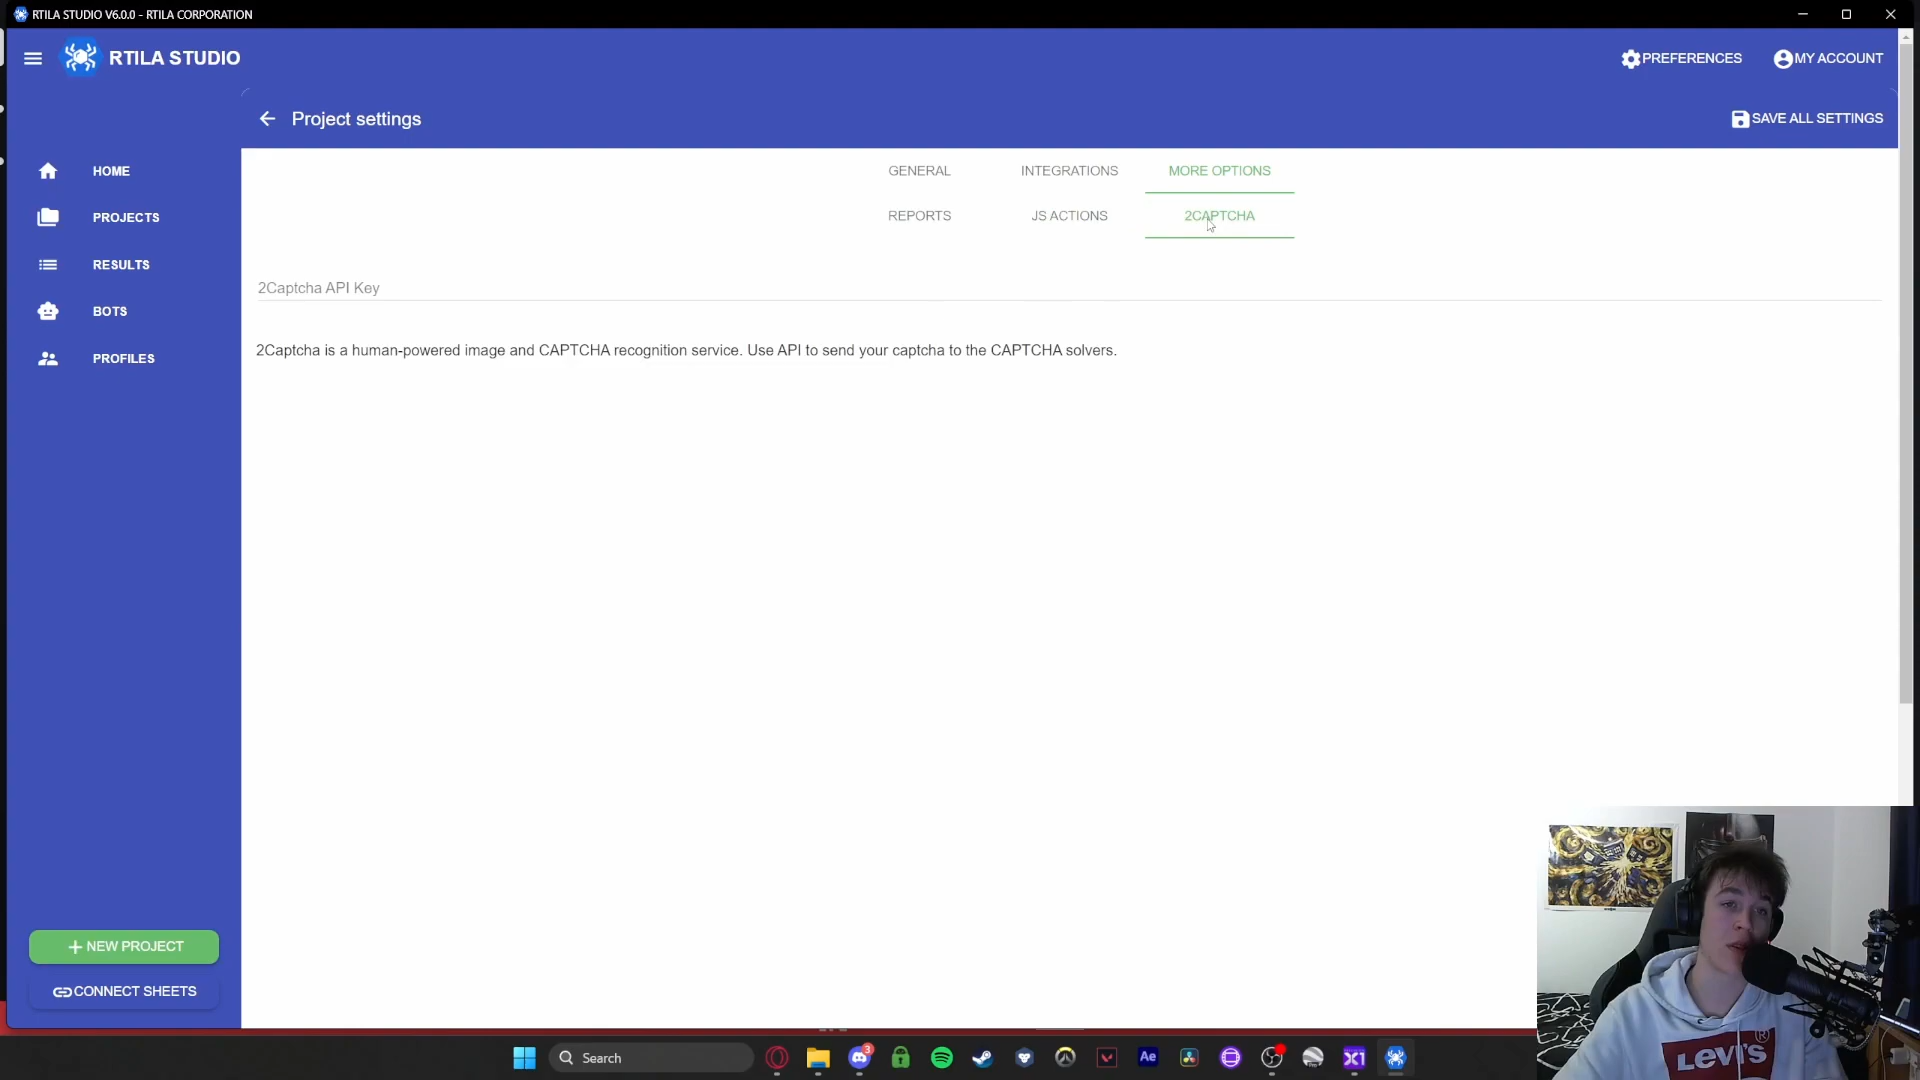 RTILA STUDIO V6.0.0 - RTILA CORPORATION
RTILA STUDIO
PREFERENCES
MY ACCOUNT
Project settings
SAVE ALL SETTINGS
HOME
PROJECTS
RESULTS
BOTS
PROFILES
GENERAL
INTEGRATIONS
MORE OPTIONS
REPORTS
JS ACTIONS
2CAPTCHA
2Captcha API Key
2Captcha is a human-powered image and CAPTCHA recognition service. Use API to send your captcha to the CAPTCHA solvers.
NEW PROJECT
CONNECT SHEETS
Search
3
Ae
X1
LEVI'S